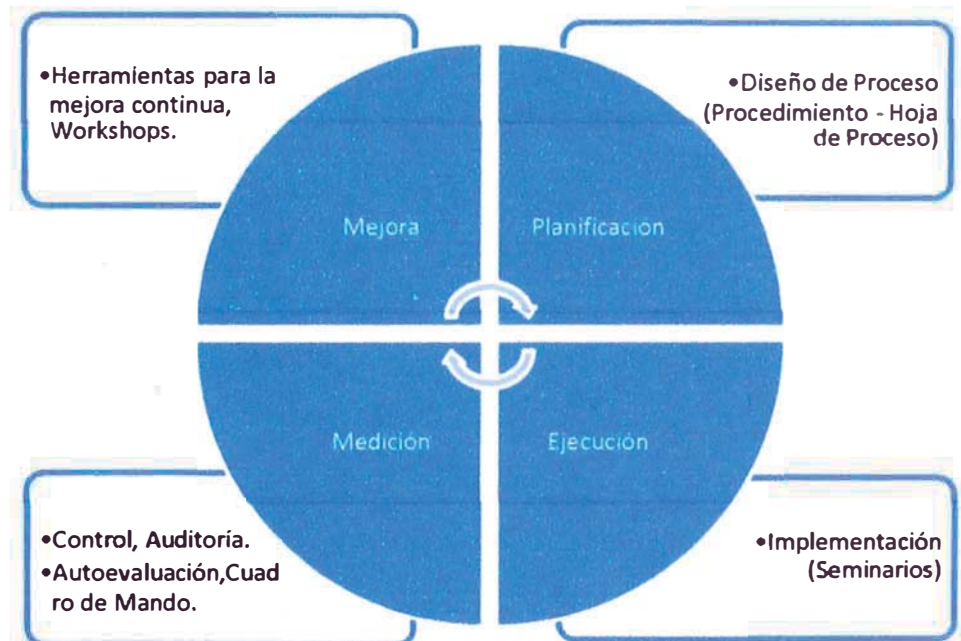 •Herramientas para la
mejora continua,
Workshops.
•Diseño de Proceso
(Procedimiento - Hoja
de Proceso)
Mejora
Planificación
Medición
Ejecución
•Control, Auditoría.
•Autoevaluación,Cuad
ro de Mando.
•Implementación
(Seminarios)